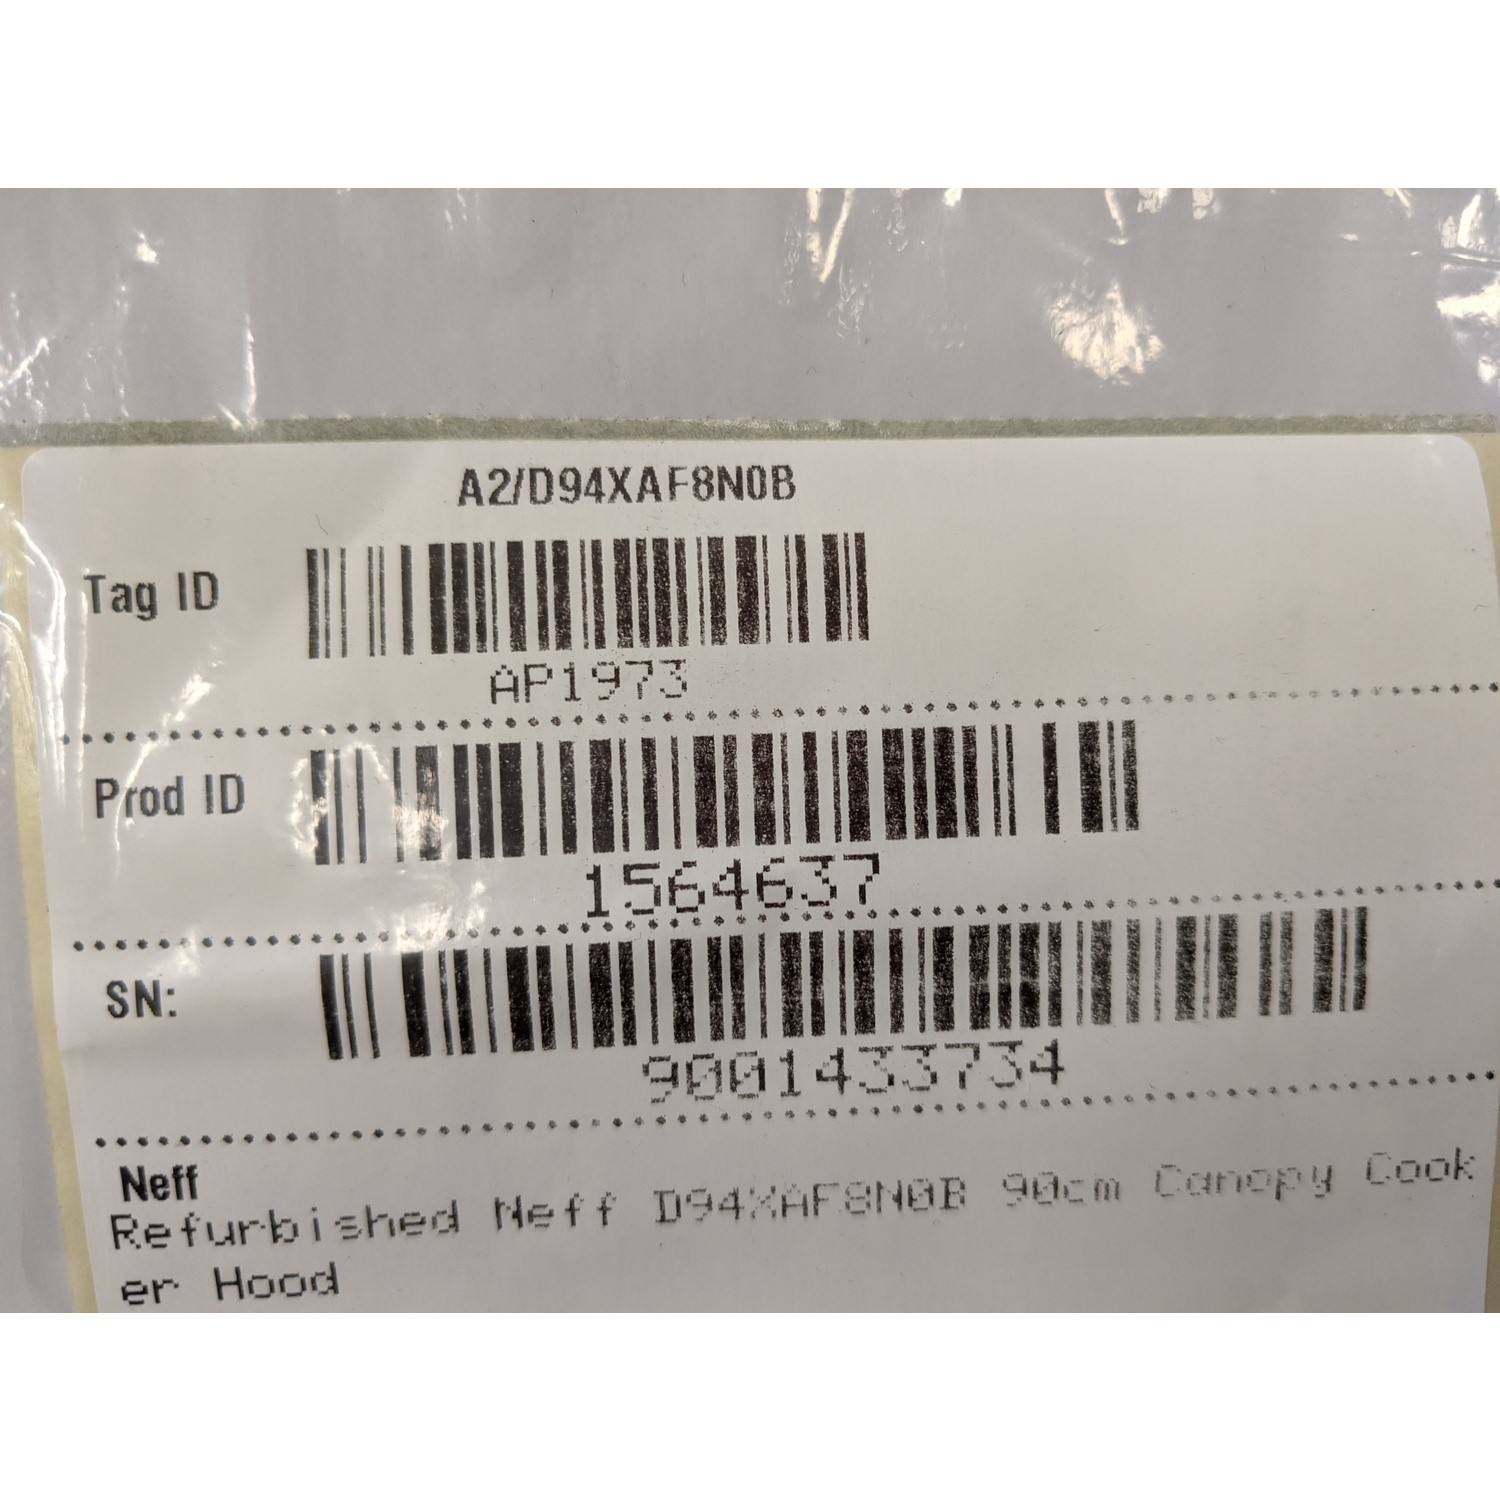 A2/D94XAF8N0B
Tag ID
AP1973
Prod ID
1564637
SN:
9001433734
Neff
Refurbished Neff D94XAF8N0B 90cm Canopy Cook
er Hood